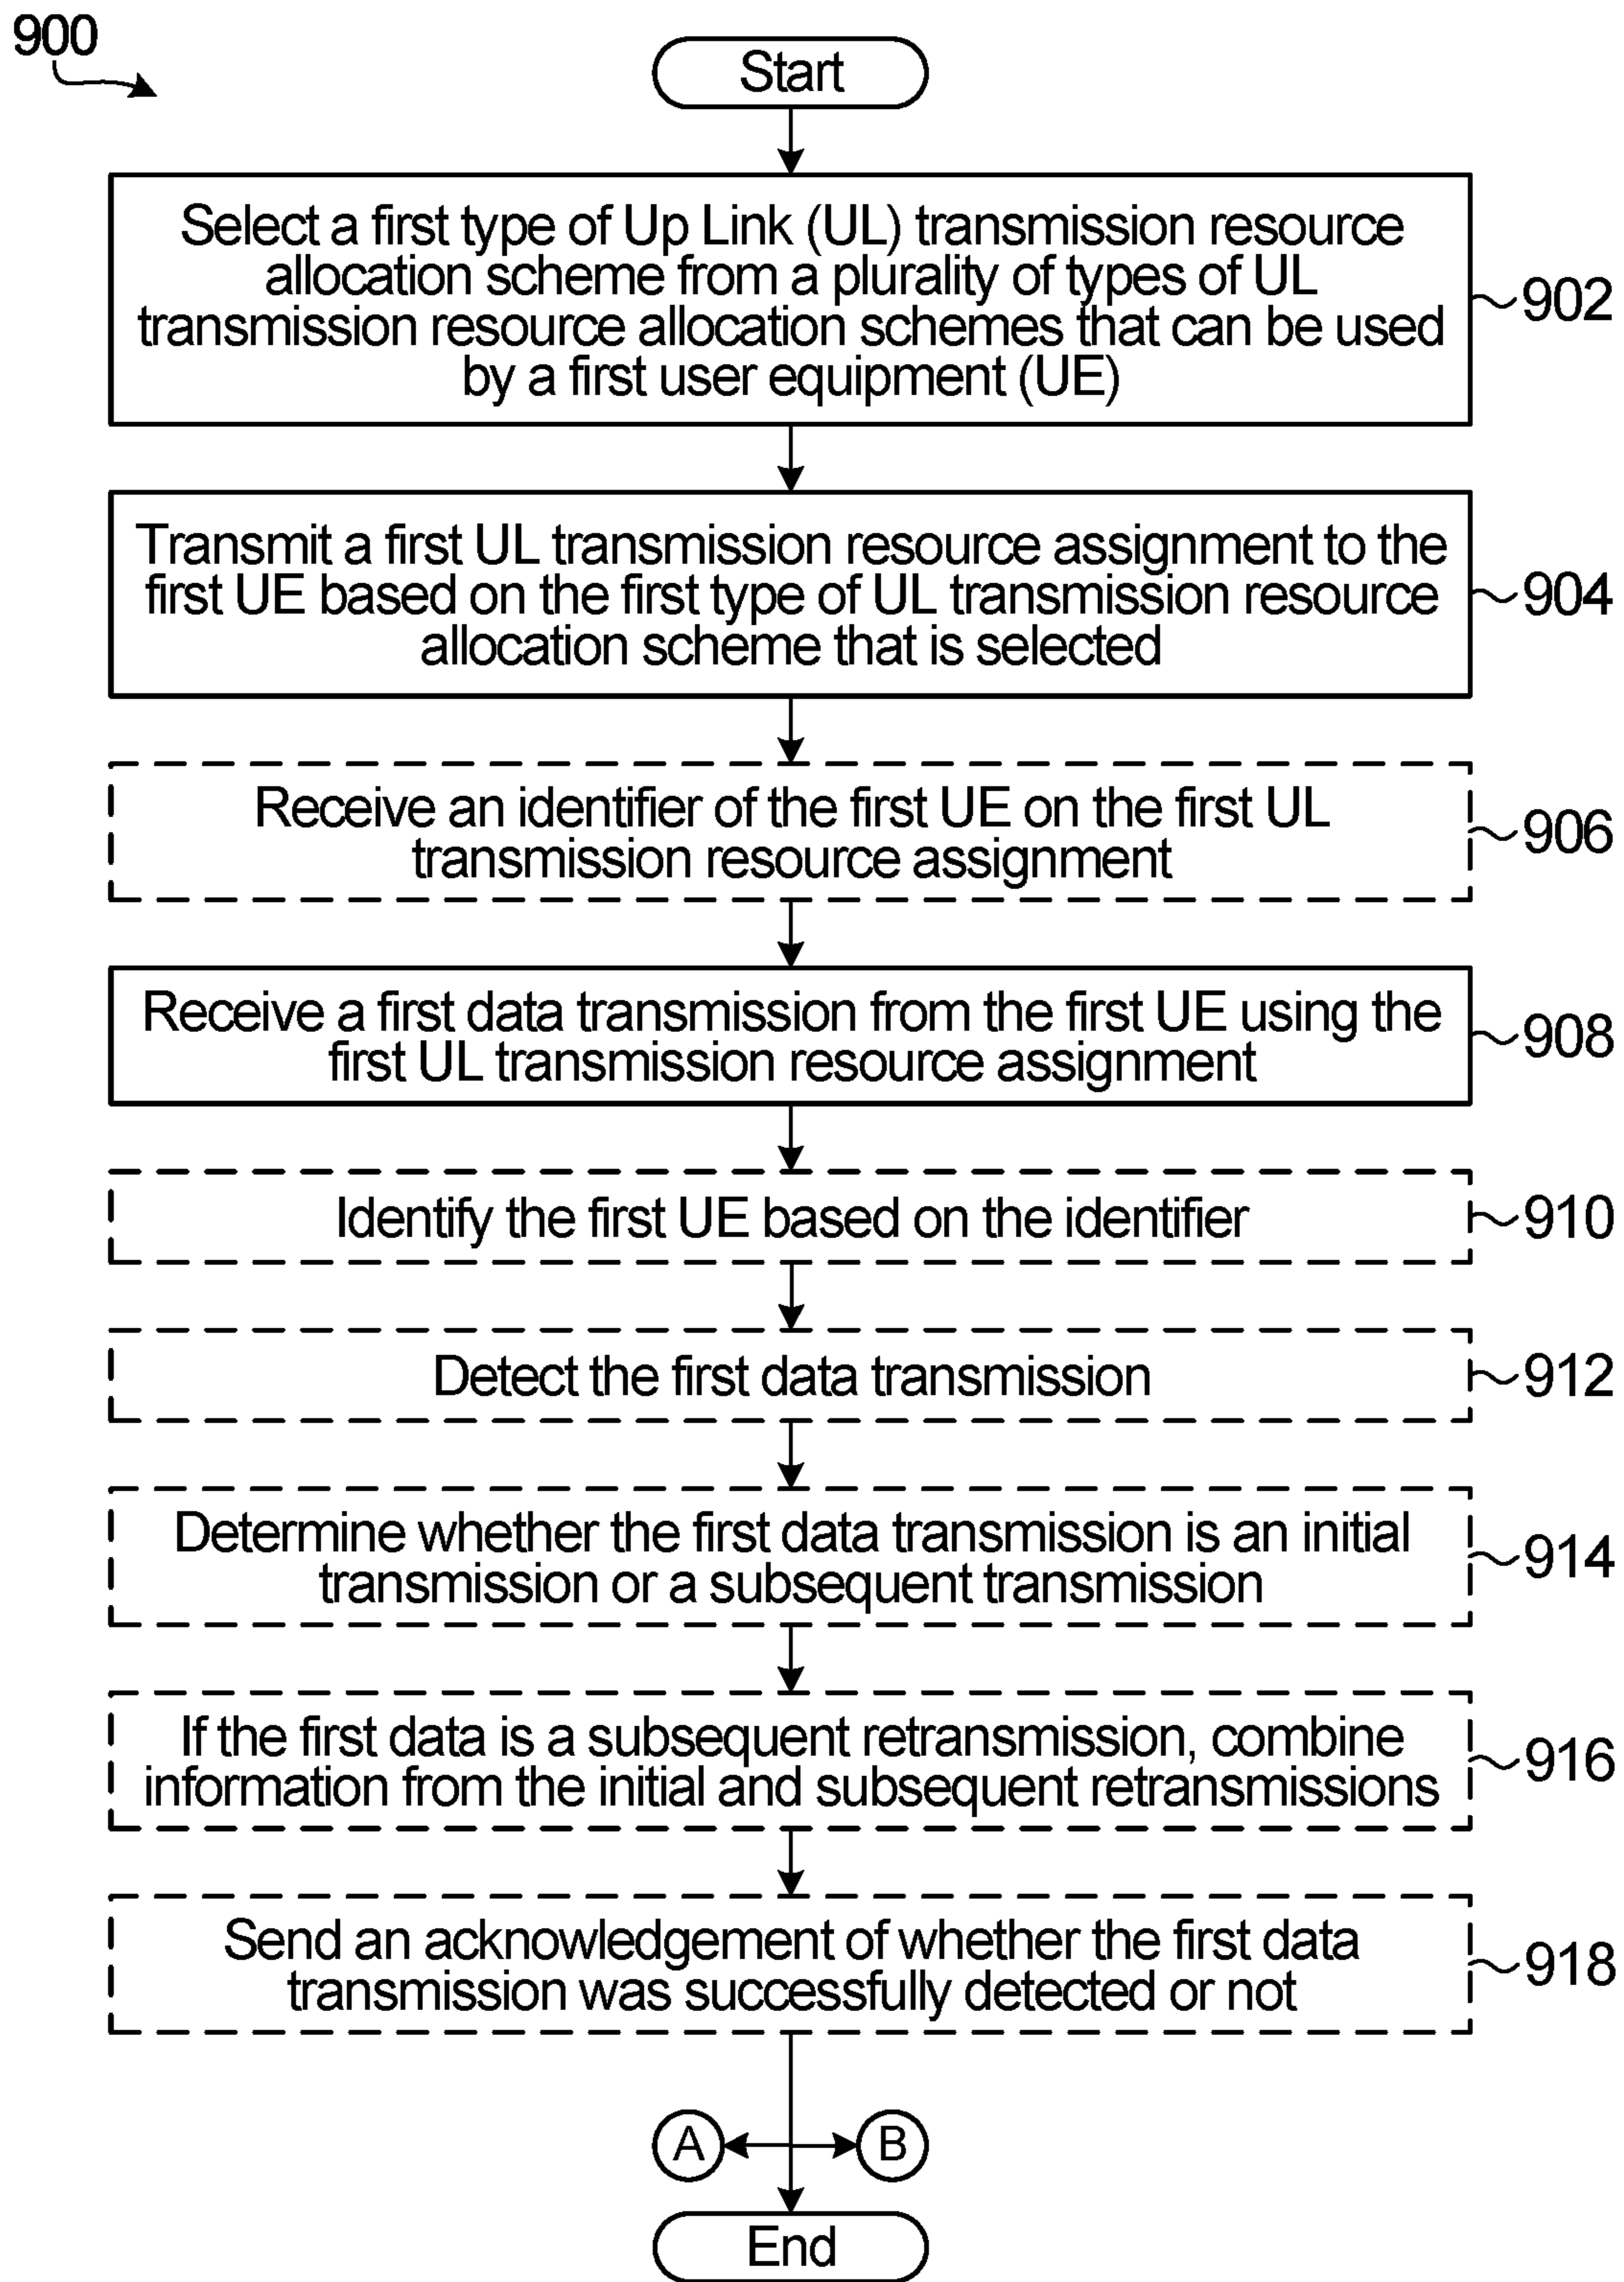 900
Start
Select a first type of Up Link (UL) transmission resource
allocation scheme from a plurality of types of UL
transmission resource allocation schemes that can be used
by a first user equipment (UE)
902
Transmit a first UL transmission resource assignment to the
first UE based on the first type of UL transmission resource
allocation scheme that is selected
904
Receive an identifier of the first UE on the first UL
transmission resource assignment
906
Receive a first data transmission from the first UE using the
first UL transmission resource assignment
908
Identify the first UE based on the identifier
910
Detect the first data transmission
912
Determine whether the first data transmission is an initial
transmission or a subsequent transmission
914
If the first data is a subsequent retransmission, combine
information from the initial and subsequent retransmissions
916
Send an acknowledgement of whether the first data
transmission was successfully detected or not
918
A
B
End